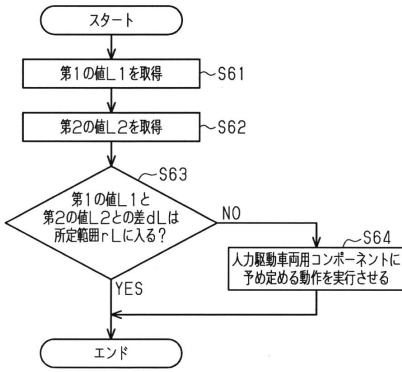 スタート
第1の値L1を取得
S61
第2の値L2を取得
S62
S63
第1の値L1と
第2の値L2との差dLは
所定範囲rLに入る?
NO
S64
人力駆動車両用コンポーネントに
予め定める動作を実行させる
YES
エンド